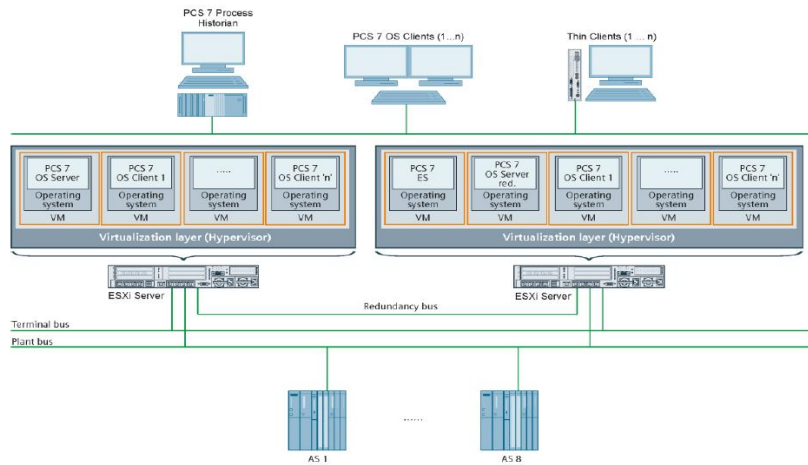 PCS 7 Process
Historian
PCS 7 OS Clients (1...n)
Thin Clients (1 ... n)
PCS 7
OS Server
Operating
system
VM
PCS 7
OS Client 1
Operating
system
VM
.....
Operating
system
VM
PCS 7
OS Client 'n'
Operating
system
VM
Virtualization layer (Hypervisor)
PCS 7
ES
Operating
system
VM
PCS 7
OS Server
red.
Operating
system
VM
PCS 7
OS Client 1
Operating
system
VM
.....
Operating
system
VM
PCS 7
OS Client 'n'
Operating
system
VM
Virtualization layer (Hypervisor)
ESXi Server
ESXi Server
Redundancy bus
Terminal bus
Plant bus
AS 1
......
AS 8